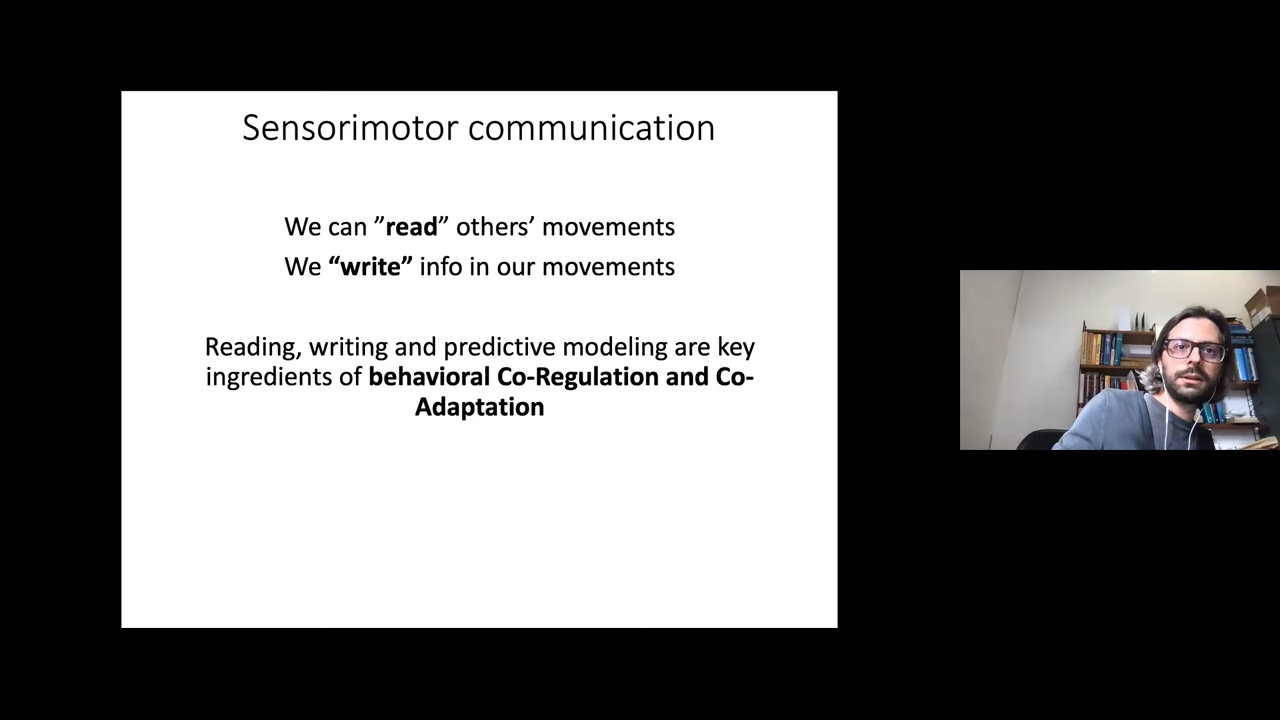 Sensorimotor communication
We can ”read” others’ movements
We “write” info in our movements
Reading, writing and predictive modeling are key
ingredients of behavioral Co-Regulation and Co-
Adaptation